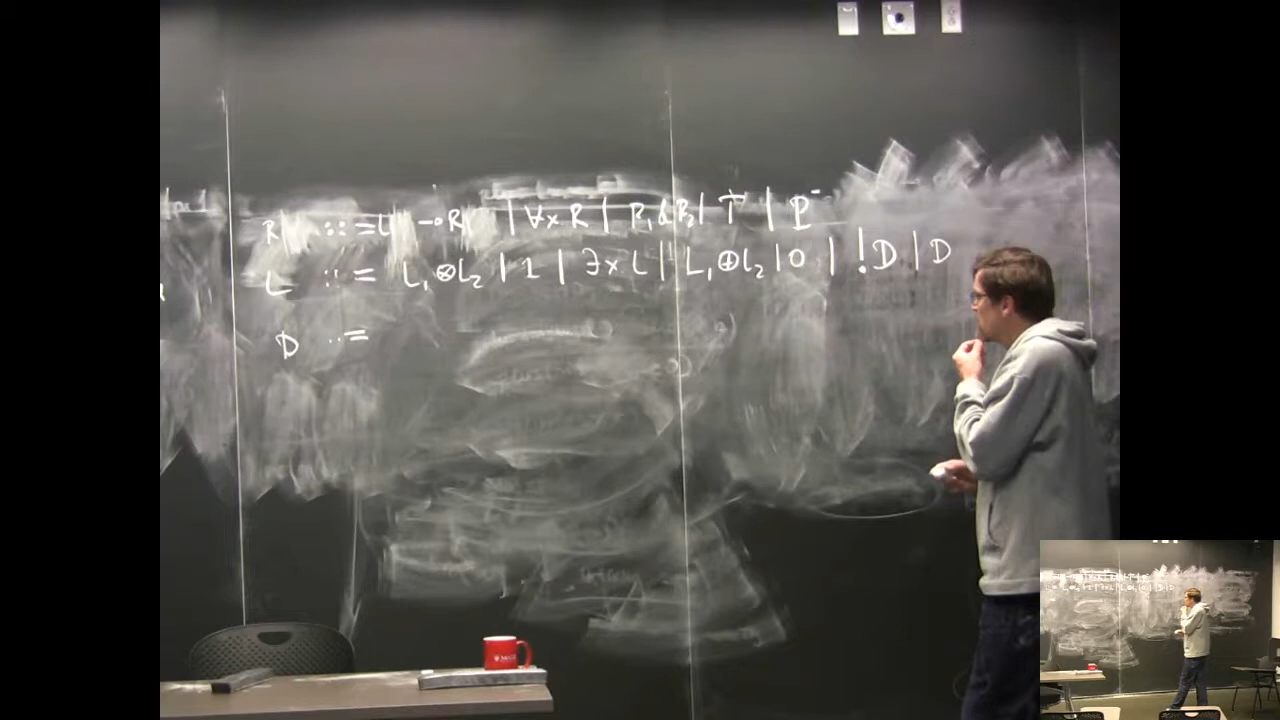 R ::= L ⊸ R | ∀x R | R₁ & R₂ | ⊤ | P⁻
L ::= L₁ ⊗ L₂ | 1 | ∃x L | L₁ ⊕ L₂ | 0 | !D | D
D ::=